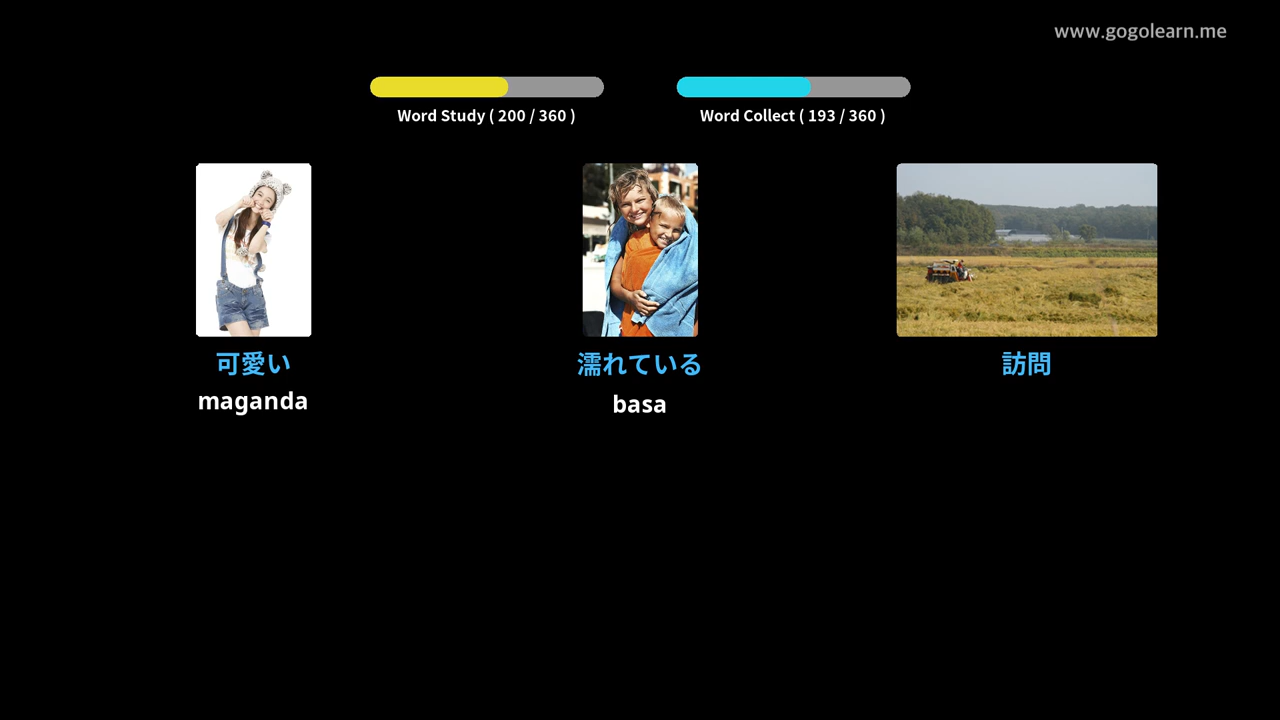 www.gogolearn.me
Word Study ( 200 / 360 )
Word Collect ( 193 / 360 )
可愛い
maganda
濡れている
basa
訪問